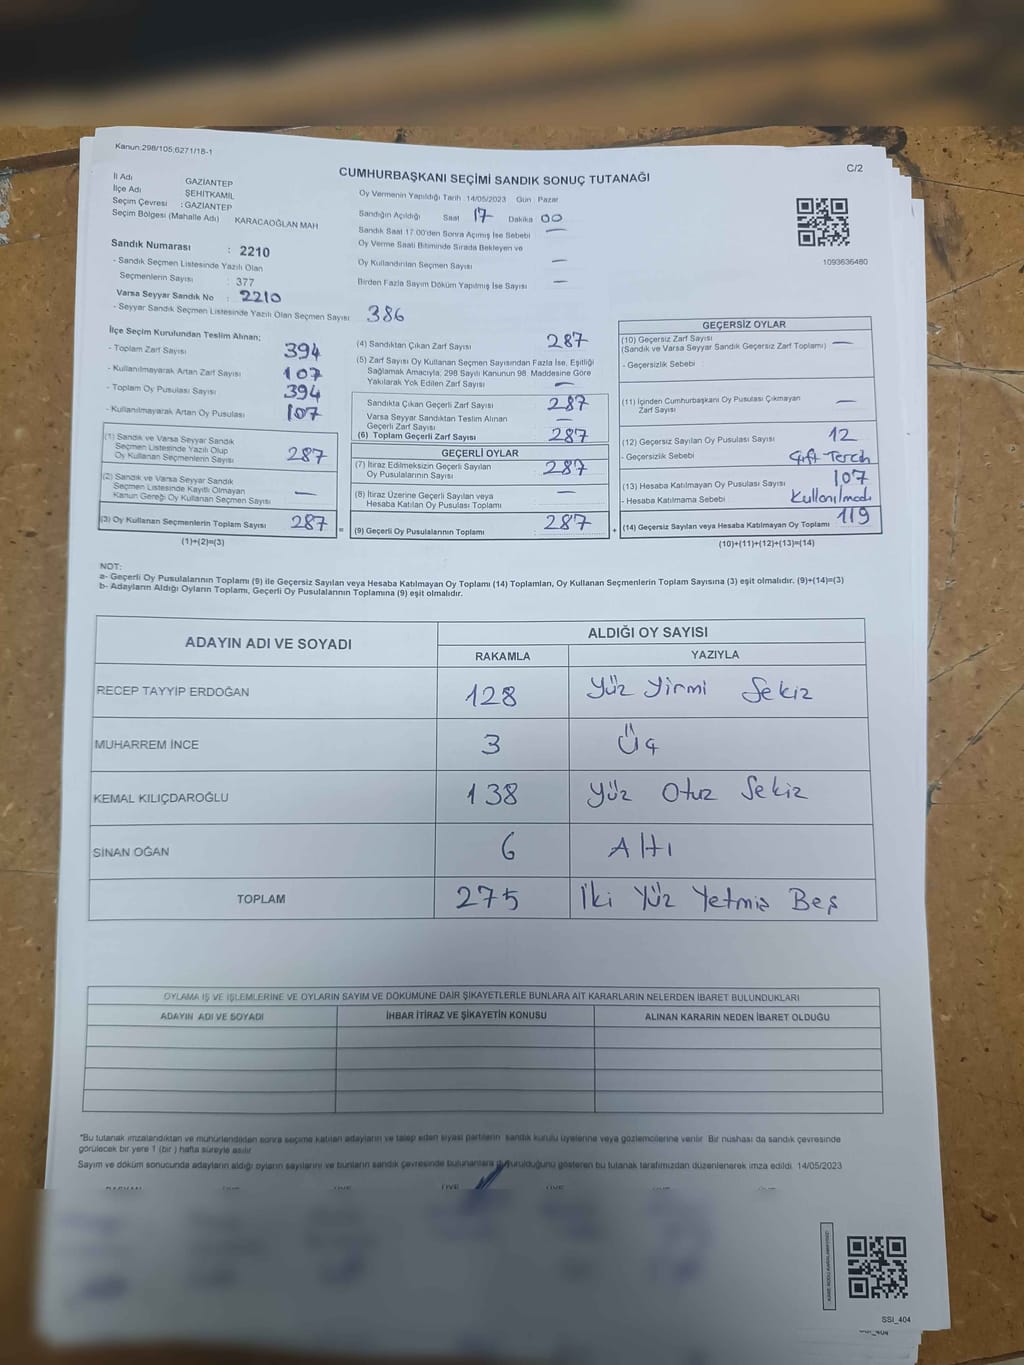 Kanun:298/105,6271/18-1
CUMHURBAŞKANI SEÇİMİ SANDIK SONUÇ TUTANAĞI
C/2
İl Adı GAZİANTEP
İlçe Adı ŞEHİTKAMİL
Seçim Çevresi : GAZİANTEP
Seçim Bölgesi (Mahalle Adı) KARACAOĞLAN MAH
Sandık Numarası : 2210
- Sandık Seçmen Listesinde Yazılı Olan
Seçmenlerin Sayısı : 377
Varsa Seyyar Sandık No : 2210
- Seyyar Sandık Seçmen Listesinde Yazılı Olan Seçmen Sayısı 386
Oy Vermenin Yapıldığı Tarih 14/05/2023 Gün Pazar
Sandığın Açıldığı Saat 17 Dakika 00
Sandık Saat 17 00'den Sonra Açımış İse Sebebi —
Oy Verme Saati Bitiminde Sırada Bekleyen ve
Oy Kullandırılan Seçmen Sayısı —
Birden Fazla Sayım Döküm Yapılmış İse Sayısı —
1093636480
İlçe Seçim Kurulundan Teslim Alınan;
- Toplam Zarf Sayısı 394
- Kullanılmayarak Artan Zarf Sayısı 107
- Toplam Oy Pusulası Sayısı 394
- Kullanılmayarak Artan Oy Pusulası 107
(1) Sandık ve Varsa Seyyar Sandık
Seçmen Listesinde Yazılı Olup
Oy Kullanan Seçmenlerin Sayısı 287
(2) Sandık ve Varsa Seyyar Sandık
Seçmen Listesinde Kayıtlı Olmayan
Kanun Gereği Oy Kullanan Seçmen Sayısı —
(3) Oy Kullanan Seçmenlerin Toplam Sayısı 287 =
(1)+(2)=(3)
(4) Sandıktan Çıkan Zarf Sayısı 287
(5) Zarf Sayısı Oy Kullanan Seçmen Sayısından Fazla İse, Eşitliği
Sağlamak Amacıyla; 298 Sayılı Kanunun 98. Maddesine Göre
Yakılarak Yok Edilen Zarf Sayısı —
Sandıkta Çıkan Geçerli Zarf Sayısı 287
Varsa Seyyar Sandıktan Teslim Alınan
Geçerli Zarf Sayısı —
(6) Toplam Geçerli Zarf Sayısı 287
GEÇERLİ OYLAR
(7) İtiraz Edilmeksizin Geçerli Sayılan
Oy Pusulalarının Sayısı 287
(8) İtiraz Üzerine Geçerli Sayılan veya
Hesaba Katılan Oy Pusulası Toplamı —
(9) Geçerli Oy Pusulalarının Toplamı 287 +
GEÇERSİZ OYLAR
(10) Geçersiz Zarf Sayısı
(Sandık ve Varsa Seyyar Sandık Geçersiz Zarf Toplamı) —
- Geçersizlik Sebebi
(11) İçinden Cumhurbaşkanı Oy Pusulası Çıkmayan
Zarf Sayısı —
(12) Geçersiz Sayılan Oy Pusulası Sayısı 12
- Geçersizlik Sebebi Çift Tercih
(13) Hesaba Katılmayan Oy Pusulası Sayısı 107
- Hesaba Katılmama Sebebi Kullanılmadı
(14) Geçersiz Sayılan veya Hesaba Katılmayan Oy Toplamı 119
(10)+(11)+(12)+(13)=(14)
NOT:
a- Geçerli Oy Pusulalarının Toplamı (9) ile Geçersiz Sayılan veya Hesaba Katılmayan Oy Toplamı (14) Toplamları, Oy Kullanan Seçmenlerin Toplam Sayısına (3) eşit olmalıdır. (9)+(14)=(3)
b- Adayların Aldığı Oyların Toplamı, Geçerli Oy Pusulalarının Toplamına (9) eşit olmalıdır.
ADAYIN ADI VE SOYADI
ALDIĞI OY SAYISI
RAKAMLA YAZIYLA
RECEP TAYYİP ERDOĞAN 128 Yüz Yirmi Sekiz
MUHARREM İNCE 3 Üç
KEMAL KILIÇDAROĞLU 138 Yüz Otuz Sekiz
SİNAN OĞAN 6 Altı
TOPLAM 275 İki Yüz Yetmiş Beş
OYLAMA İŞ VE İŞLEMLERİNE VE OYLARIN SAYIM VE DÖKÜMÜNE DAİR ŞİKAYETLERLE BUNLARA AİT KARARLARIN NELERDEN İBARET BULUNDUKLARI
ADAYIN ADI VE SOYADI İHBAR İTİRAZ VE ŞİKAYETİN KONUSU ALINAN KARARIN NEDEN İBARET OLDUĞU
*Bu tutanak imzalandıktan ve mühürlendikten sonra seçime katılan adayların ve talep eden siyasi partilerin sandık kurulu üyelerine veya gözlemcilerine verilir Bir nüshası da sandık çevresinde
görülecek bir yere 1 (bir ) hafta süreyle asılır
Sayım ve döküm sonucunda adayların aldığı oyların sayılarını ve bunların sandık çevresinde bulunanlara duyurulduğunu gösteren bu tutanak tarafımızdan düzenlenerek imza edildi. 14/05/2023
BAŞKAN ÜYE ÜYE ÜYE ÜYE ÜYE ÜYE
SSİ_404